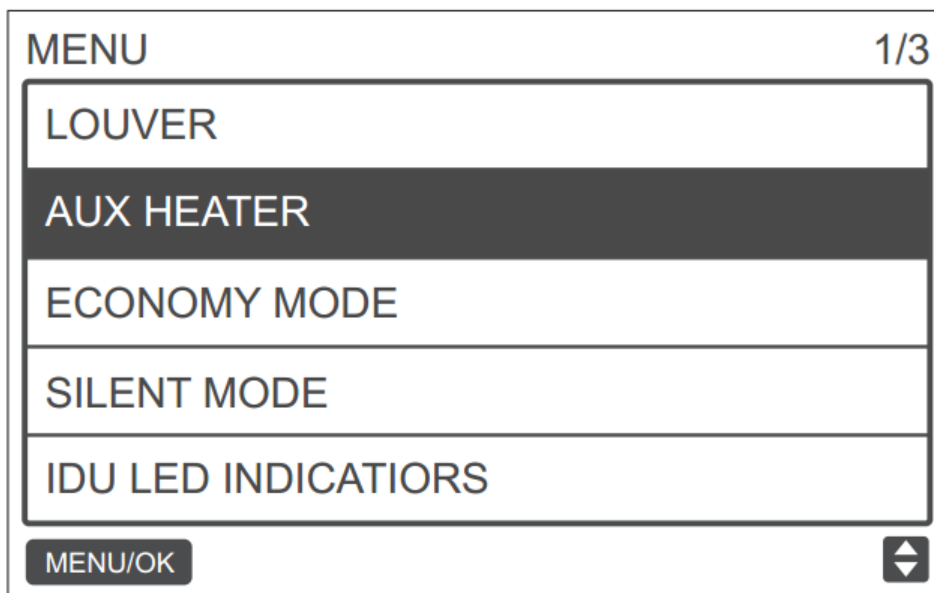 MENU 1/3
LOUVER
AUX HEATER
ECONOMY MODE
SILENT MODE
IDU LED INDICATIORS
MENU/OK